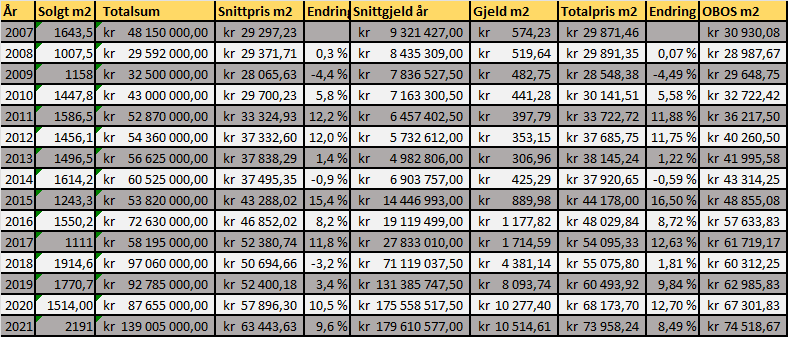 År Solgt m2 Totalsum Snittpris m2 Endring Snittgjeld år Gjeld m2 Totalpris m2 Endring OBOS m2
2007 1643,5 kr 48 150 000,00 kr 29 297,23 kr 9 321 427,00 kr 574,23 kr 29 871,46 kr 30 930,08
2008 1007,5 kr 29 592 000,00 kr 29 371,71 0,3 % kr 8 435 309,00 kr 519,64 kr 29 891,35 0,07 % kr 28 987,67
2009 1158 kr 32 500 000,00 kr 28 065,63 -4,4 % kr 7 836 527,50 kr 482,75 kr 28 548,38 -4,49 % kr 29 648,75
2010 1447,8 kr 43 000 000,00 kr 29 700,23 5,8 % kr 7 163 300,50 kr 441,28 kr 30 141,51 5,58 % kr 32 722,42
2011 1586,5 kr 52 870 000,00 kr 33 324,93 12,2 % kr 6 457 402,50 kr 397,79 kr 33 722,72 11,88 % kr 36 217,50
2012 1456,1 kr 54 360 000,00 kr 37 332,60 12,0 % kr 5 732 612,00 kr 353,15 kr 37 685,75 11,75 % kr 40 260,50
2013 1496,5 kr 56 625 000,00 kr 37 838,29 1,4 % kr 4 982 806,00 kr 306,96 kr 38 145,24 1,22 % kr 41 995,58
2014 1614,2 kr 60 525 000,00 kr 37 495,35 -0,9 % kr 6 903 757,00 kr 425,29 kr 37 920,65 -0,59 % kr 43 314,25
2015 1243,3 kr 53 820 000,00 kr 43 288,02 15,4 % kr 14 446 993,00 kr 889,98 kr 44 178,00 16,50 % kr 48 855,08
2016 1550,2 kr 72 630 000,00 kr 46 852,02 8,2 % kr 19 119 499,00 kr 1 177,82 kr 48 029,84 8,72 % kr 57 633,83
2017 1111 kr 58 195 000,00 kr 52 380,74 11,8 % kr 27 833 010,00 kr 1 714,59 kr 54 095,33 12,63 % kr 61 719,17
2018 1914,6 kr 97 060 000,00 kr 50 694,66 -3,2 % kr 71 119 037,50 kr 4 381,14 kr 55 075,80 1,81 % kr 60 312,25
2019 1770,7 kr 92 785 000,00 kr 52 400,18 3,4 % kr 131 385 747,50 kr 8 093,74 kr 60 493,92 9,84 % kr 62 985,83
2020 1514,00 kr 87 655 000,00 kr 57 896,30 10,5 % kr 175 558 517,50 kr 10 277,40 kr 68 173,70 12,70 % kr 67 301,83
2021 2191 kr 139 005 000,00 kr 63 443,63 9,6 % kr 179 610 577,00 kr 10 514,61 kr 73 958,24 8,49 % kr 74 518,67